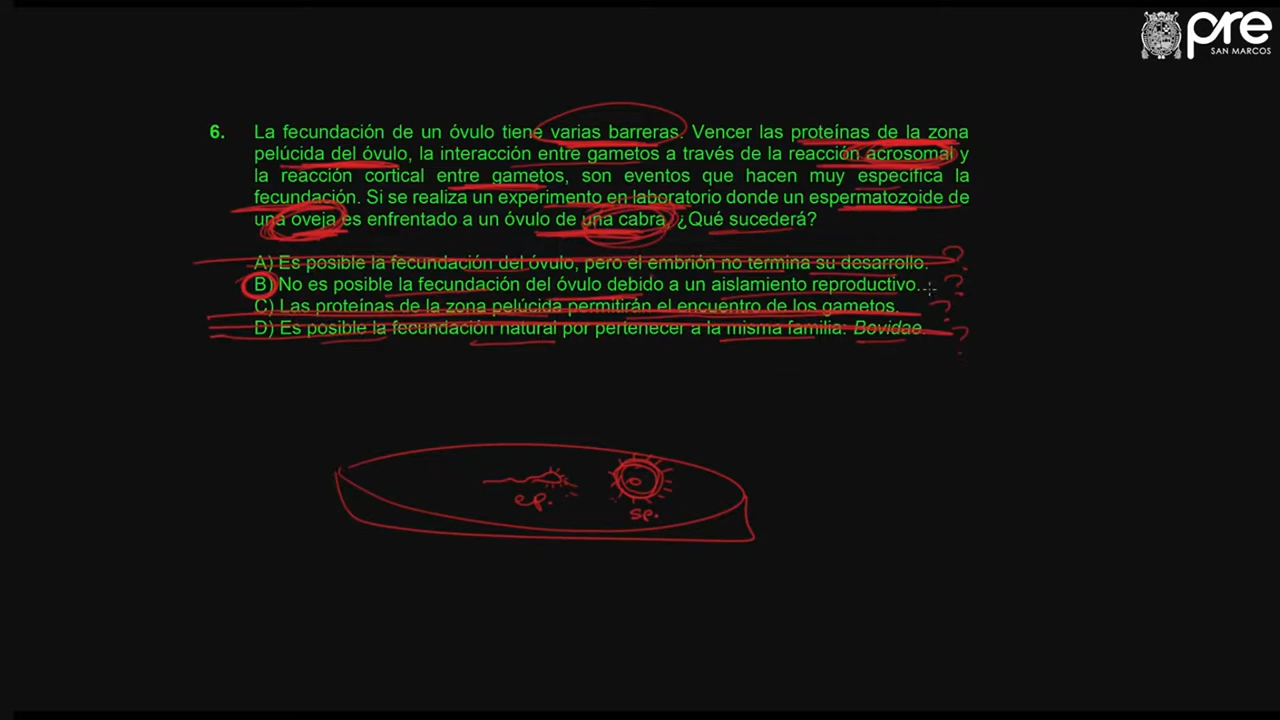 pre
SAN MARCOS
6. La fecundación de un óvulo tiene varias barreras. Vencer las proteínas de la zona
pelúcida del óvulo, la interacción entre gametos a través de la reacción acrosomal y
la reacción cortical entre gametos, son eventos que hacen muy específica la
fecundación. Si se realiza un experimento en laboratorio donde un espermatozoide de
una oveja es enfrentado a un óvulo de una cabra, ¿Qué sucederá?
A) Es posible la fecundación del óvulo, pero el embrión no termina su desarrollo. ?
B) No es posible la fecundación del óvulo debido a un aislamiento reproductivo. ?
C) Las proteínas de la zona pelúcida permitirán el encuentro de los gametos. ?
D) Es posible la fecundación natural por pertenecer a la misma familia: Bovidae. ?
ep.
sp.